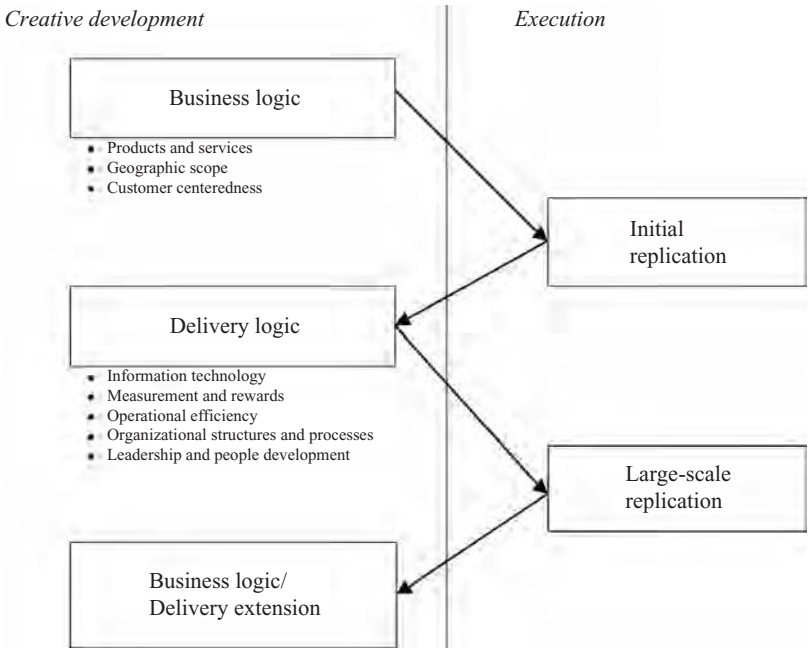 Creative development
Execution
Business logic
• Products and services
• Geographic scope
• Customer centeredness
Initial
replication
Delivery logic
• Information technology
• Measurement and rewards
• Operational efficiency
• Organizational structures and processes
• Leadership and people development
Large-scale
replication
Business logic/
Delivery extension